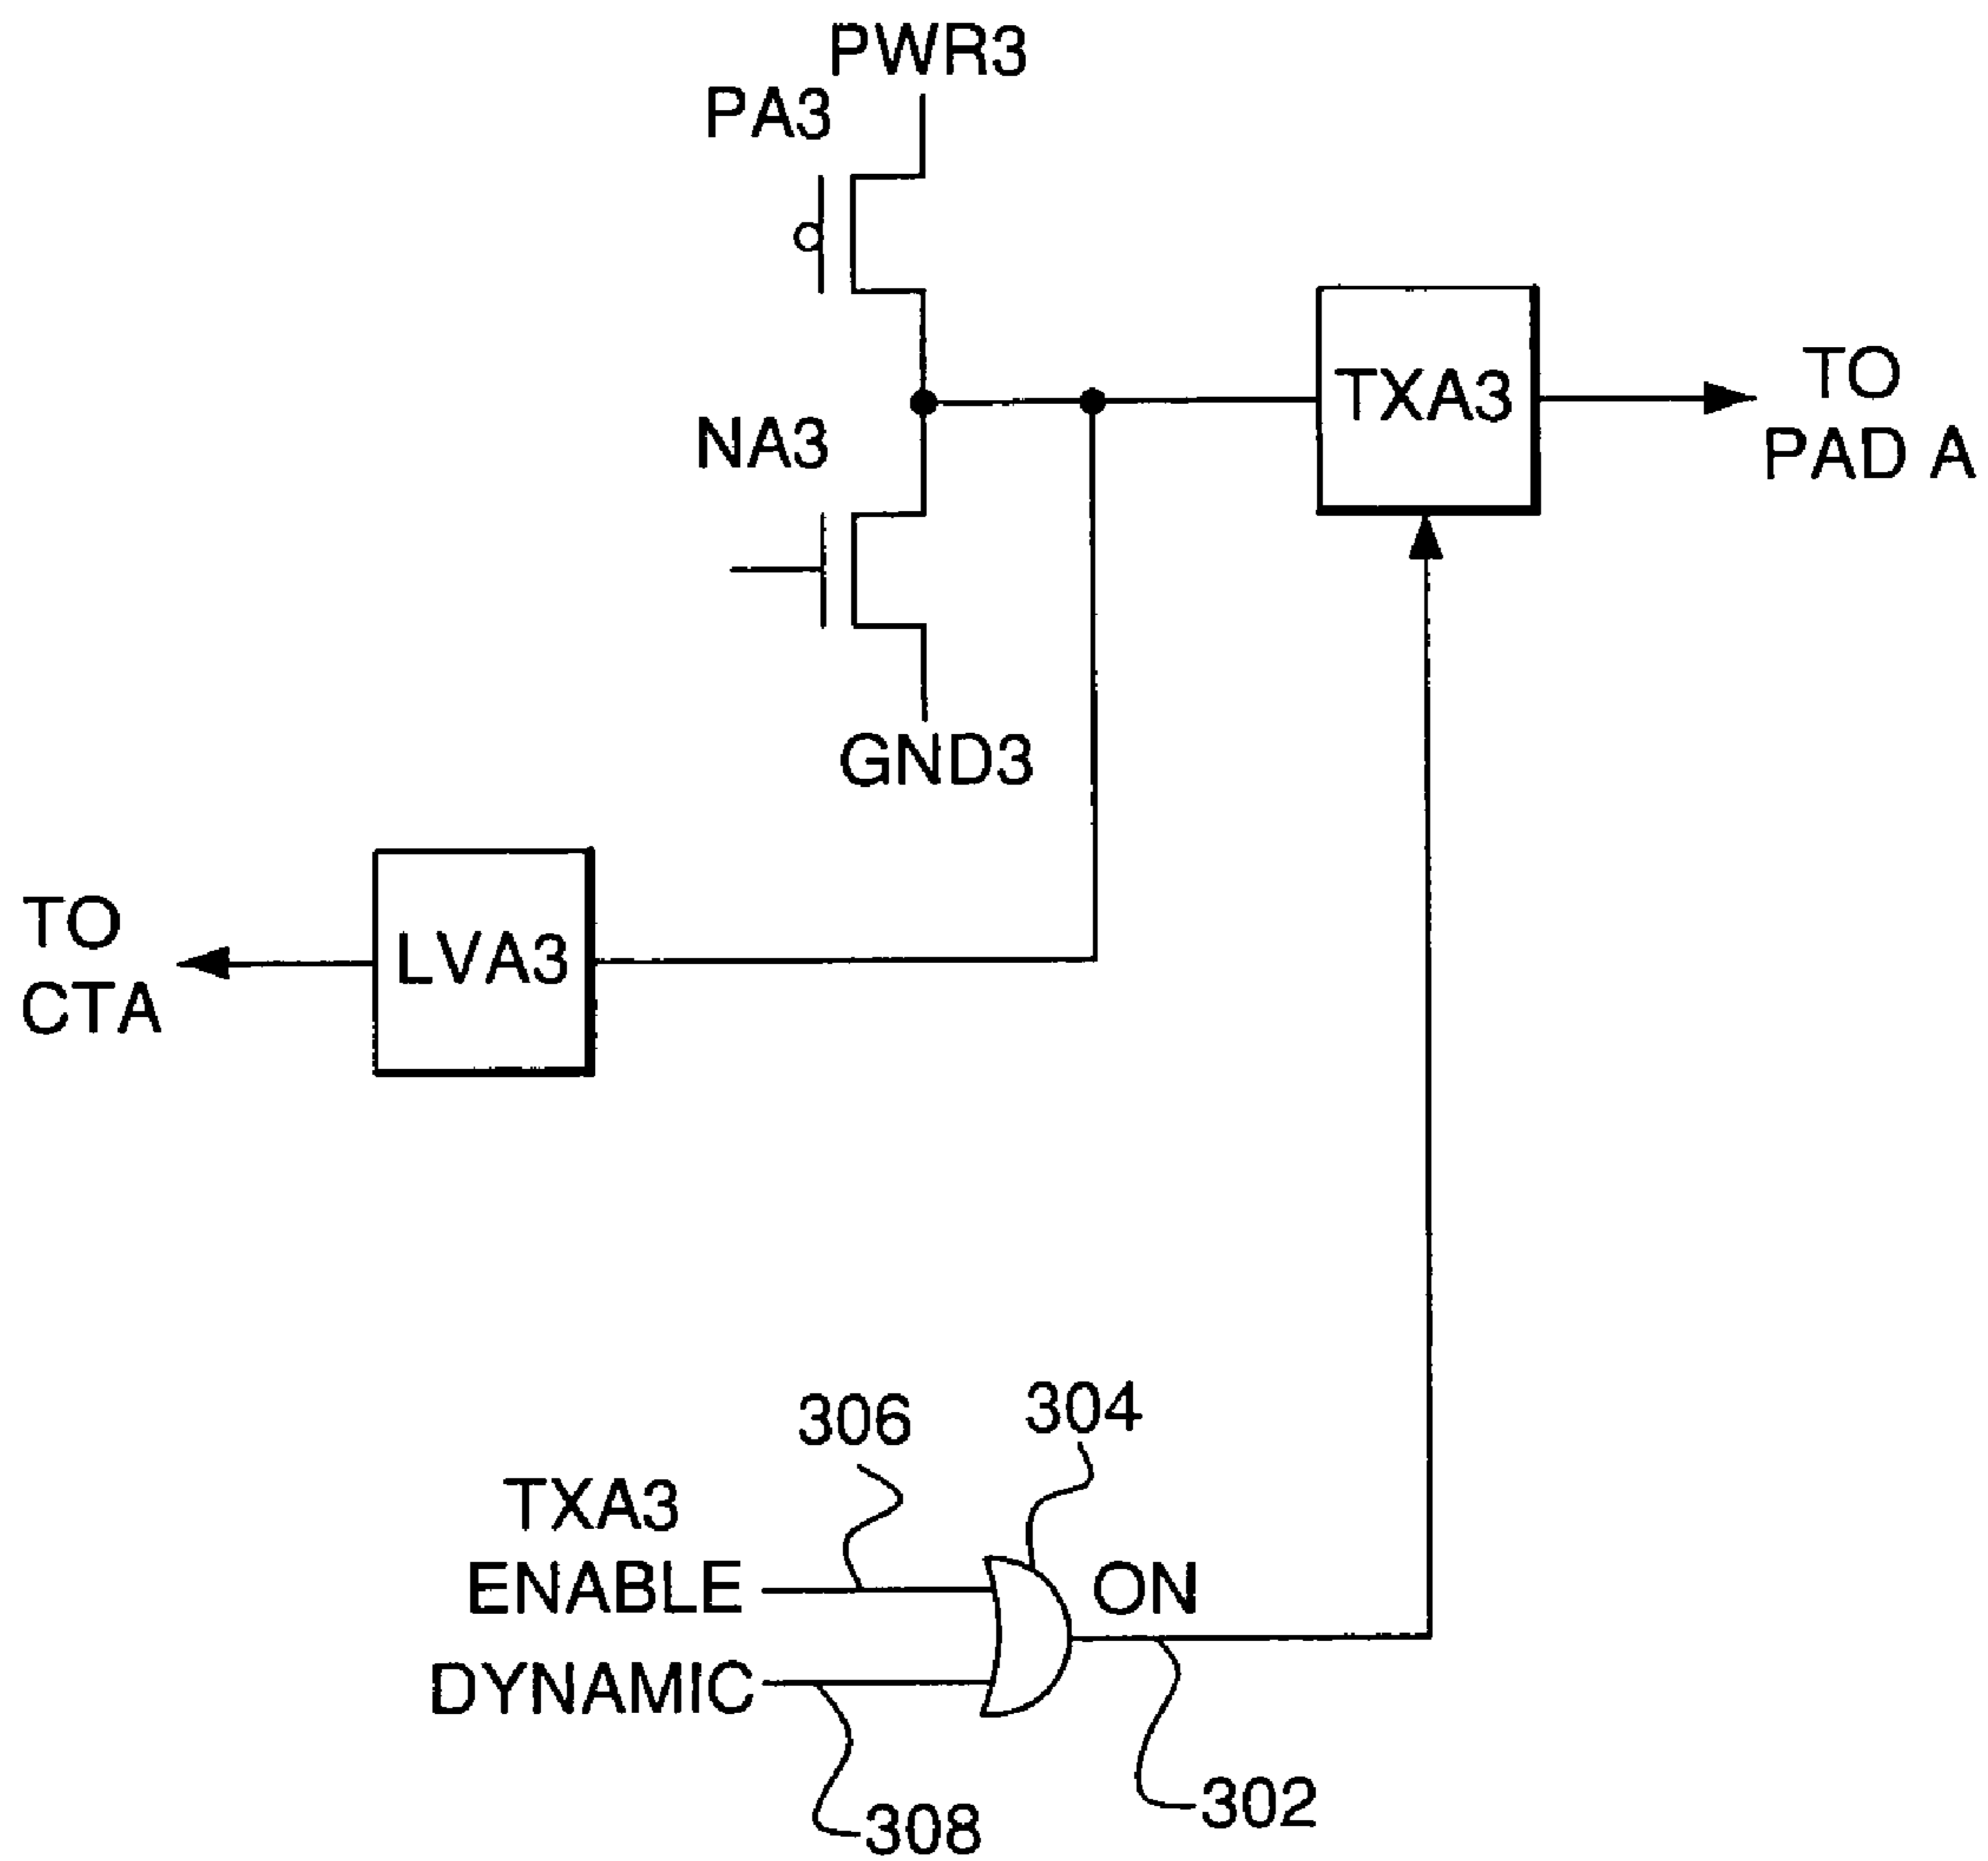 PWR3
PA3
TXA3
TO
PAD A
NA3
GND3
TO
CTA
LVA3
306
304
TXA3
ENABLE
ON
DYNAMIC
302
308